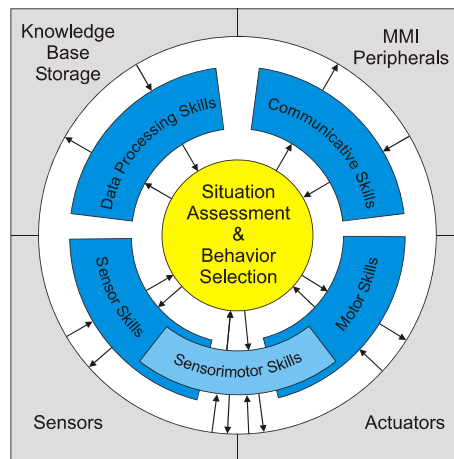 Knowledge
Base
Storage
MMI
Peripherals
Data Processing Skills
Communicative Skills
Situation
Assessment
&
Behavior
Selection
Sensor Skills
Motor Skills
Sensorimotor Skills
Sensors
Actuators